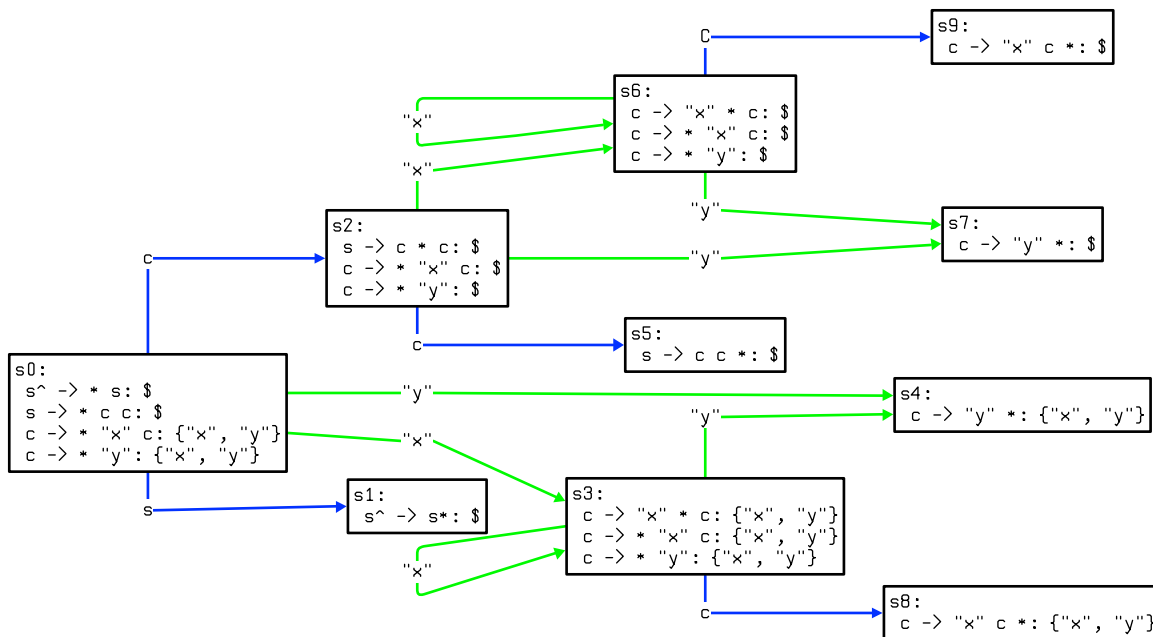 s9:
c -> "x" c *: $
C
s6:
c -> "x" * c: $
c -> * "x" c: $
c -> * "y": $
"x"
"x"
"y"
s7:
c -> "y" *: $
s2:
s -> c * c: $
c -> * "x" c: $
c -> * "y": $
"y"
c
s5:
s -> c c *: $
c
s0:
s^ -> * s: $
s -> * c c: $
c -> * "x" c: {"x", "y"}
c -> * "y": {"x", "y"}
"y"
s4:
c -> "y" *: {"x", "y"}
"y"
"x"
s1:
s^ -> s*: $
s
s3:
c -> "x" * c: {"x", "y"}
c -> * "x" c: {"x", "y"}
c -> * "y": {"x", "y"}
"x"
c
s8:
c -> "x" c *: {"x", "y"}